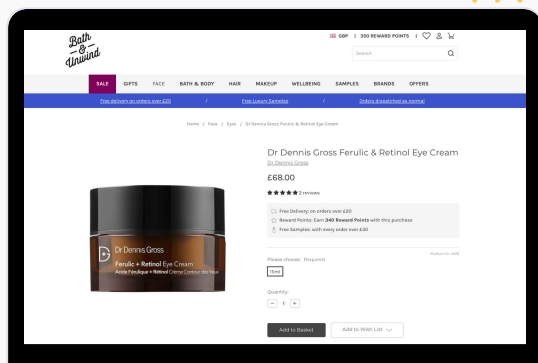 Bath
&
Unwind
GBP | 350 REWARD POINTS |
Search
SALE GIFTS FACE BATH & BODY HAIR MAKEUP WELLBEING SAMPLES BRANDS OFFERS
Free delivery on orders over £20 / Free Luxury Samples / Orders dispatched as normal
Home / Face / Eyes / Dr Dennis Gross Ferulic & Retinol Eye Cream
Dr Dennis Gross Ferulic & Retinol Eye Cream
Dr Dennis Gross
£68.00
2 reviews
Free Delivery: on orders over £20
Reward Points: Earn 340 Reward Points with this purchase
Free Samples: with every order over £20
Please choose: Required
15ml
Quantity:
− 1 +
Add to Basket Add to Wish List
Dr Dennis Gross
Ferulic + Retinol Eye Cream
Acide Férulique + Rétinol Crème Contour des Yeux